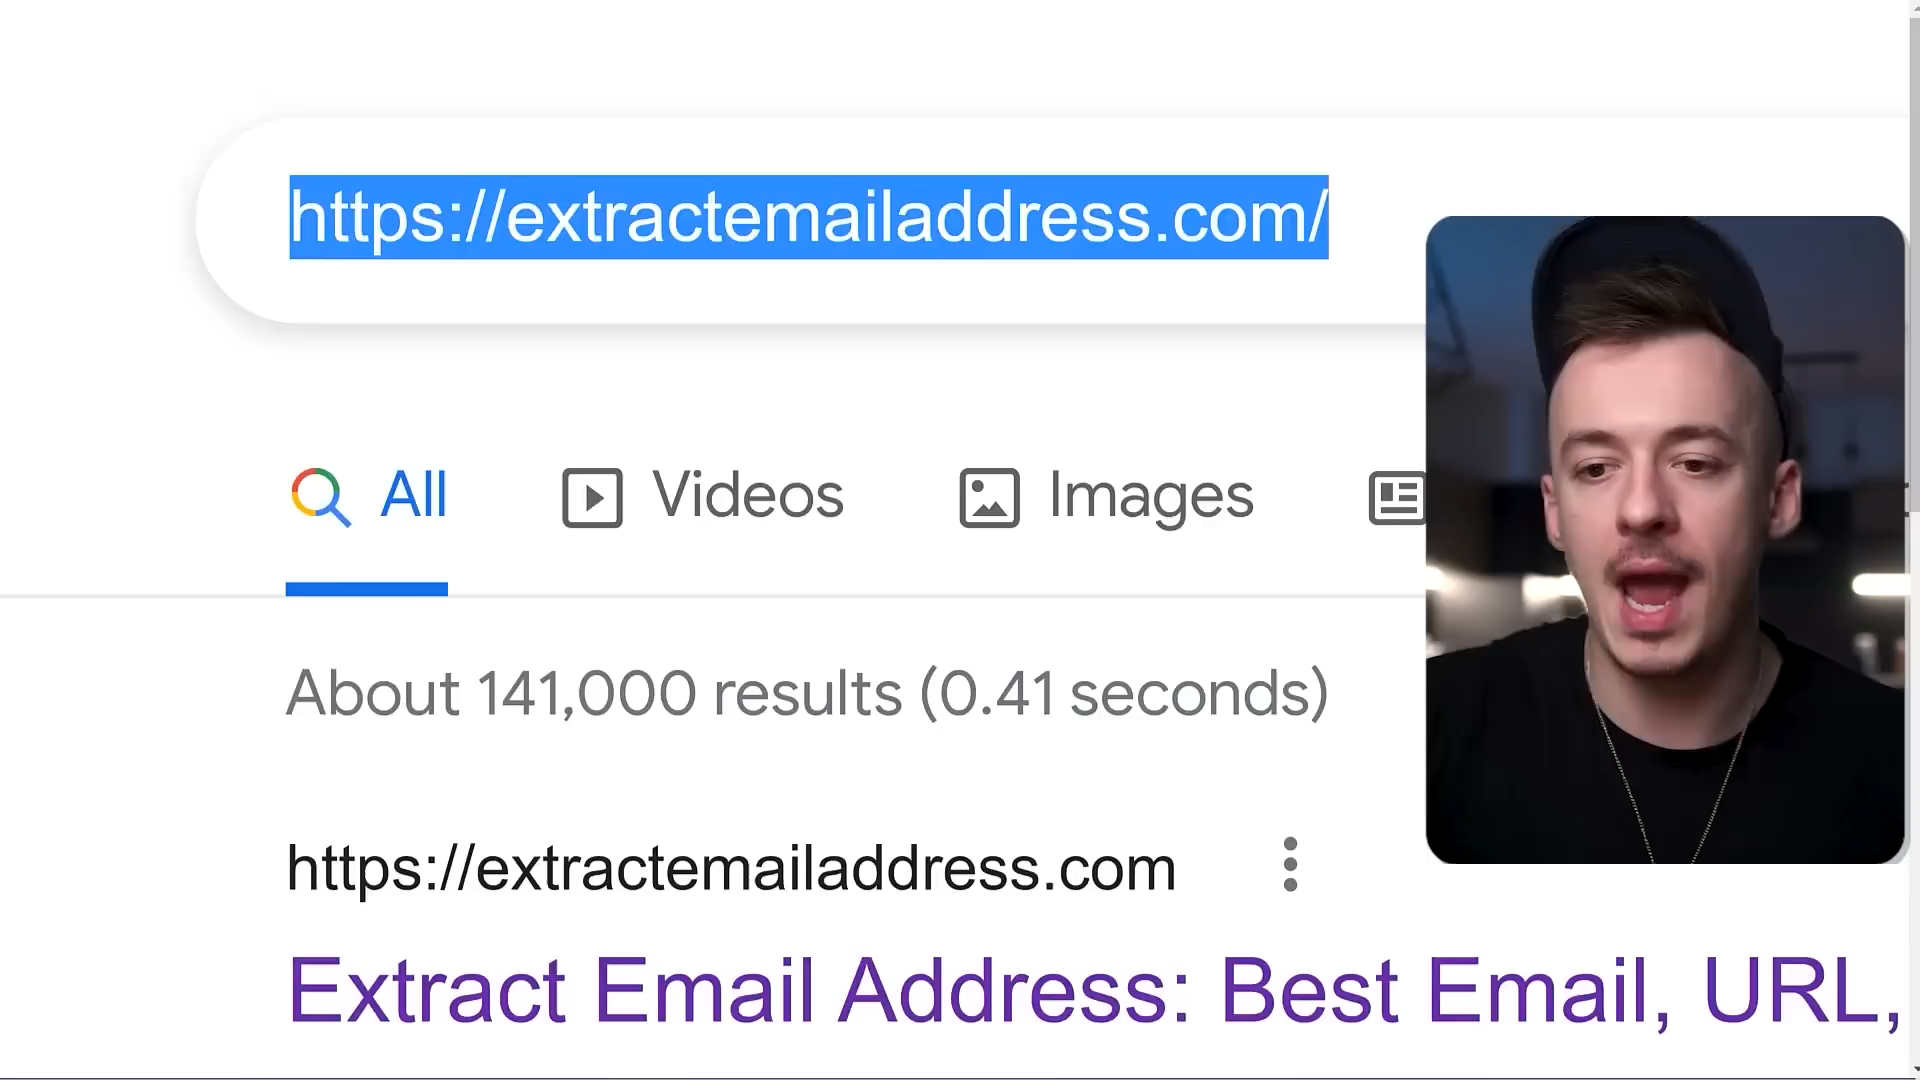 https://extractemailaddress.com/
All Videos Images
About 141,000 results (0.41 seconds)
https://extractemailaddress.com
Extract Email Address: Best Email, URL,